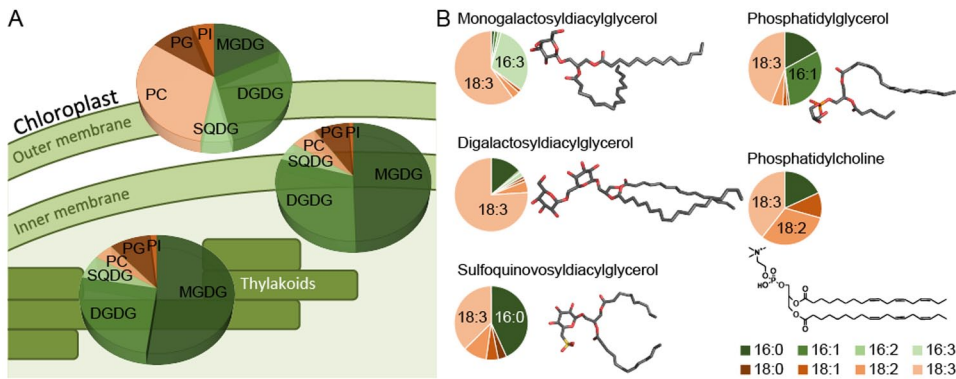 A
PG
PI
MGDG
PC
DGDG
SQDG
Chloroplast
Outer membrane
PG
PI
PC
SQDG
MGDG
DGDG
Inner membrane
PG
PI
PC
SQDG
MGDG
DGDG
Thylakoids
B
Monogalactosyldiacylglycerol
16:3
18:3
Phosphatidylglycerol
18:3
16:1
Digalactosyldiacylglycerol
18:3
Phosphatidylcholine
18:3
18:2
Sulfoquinovosyldiacylglycerol
18:3
16:0
N+
O
O
HO-P=O
O
O
O
O
O
16:0 16:1 16:2 16:3
18:0 18:1 18:2 18:3